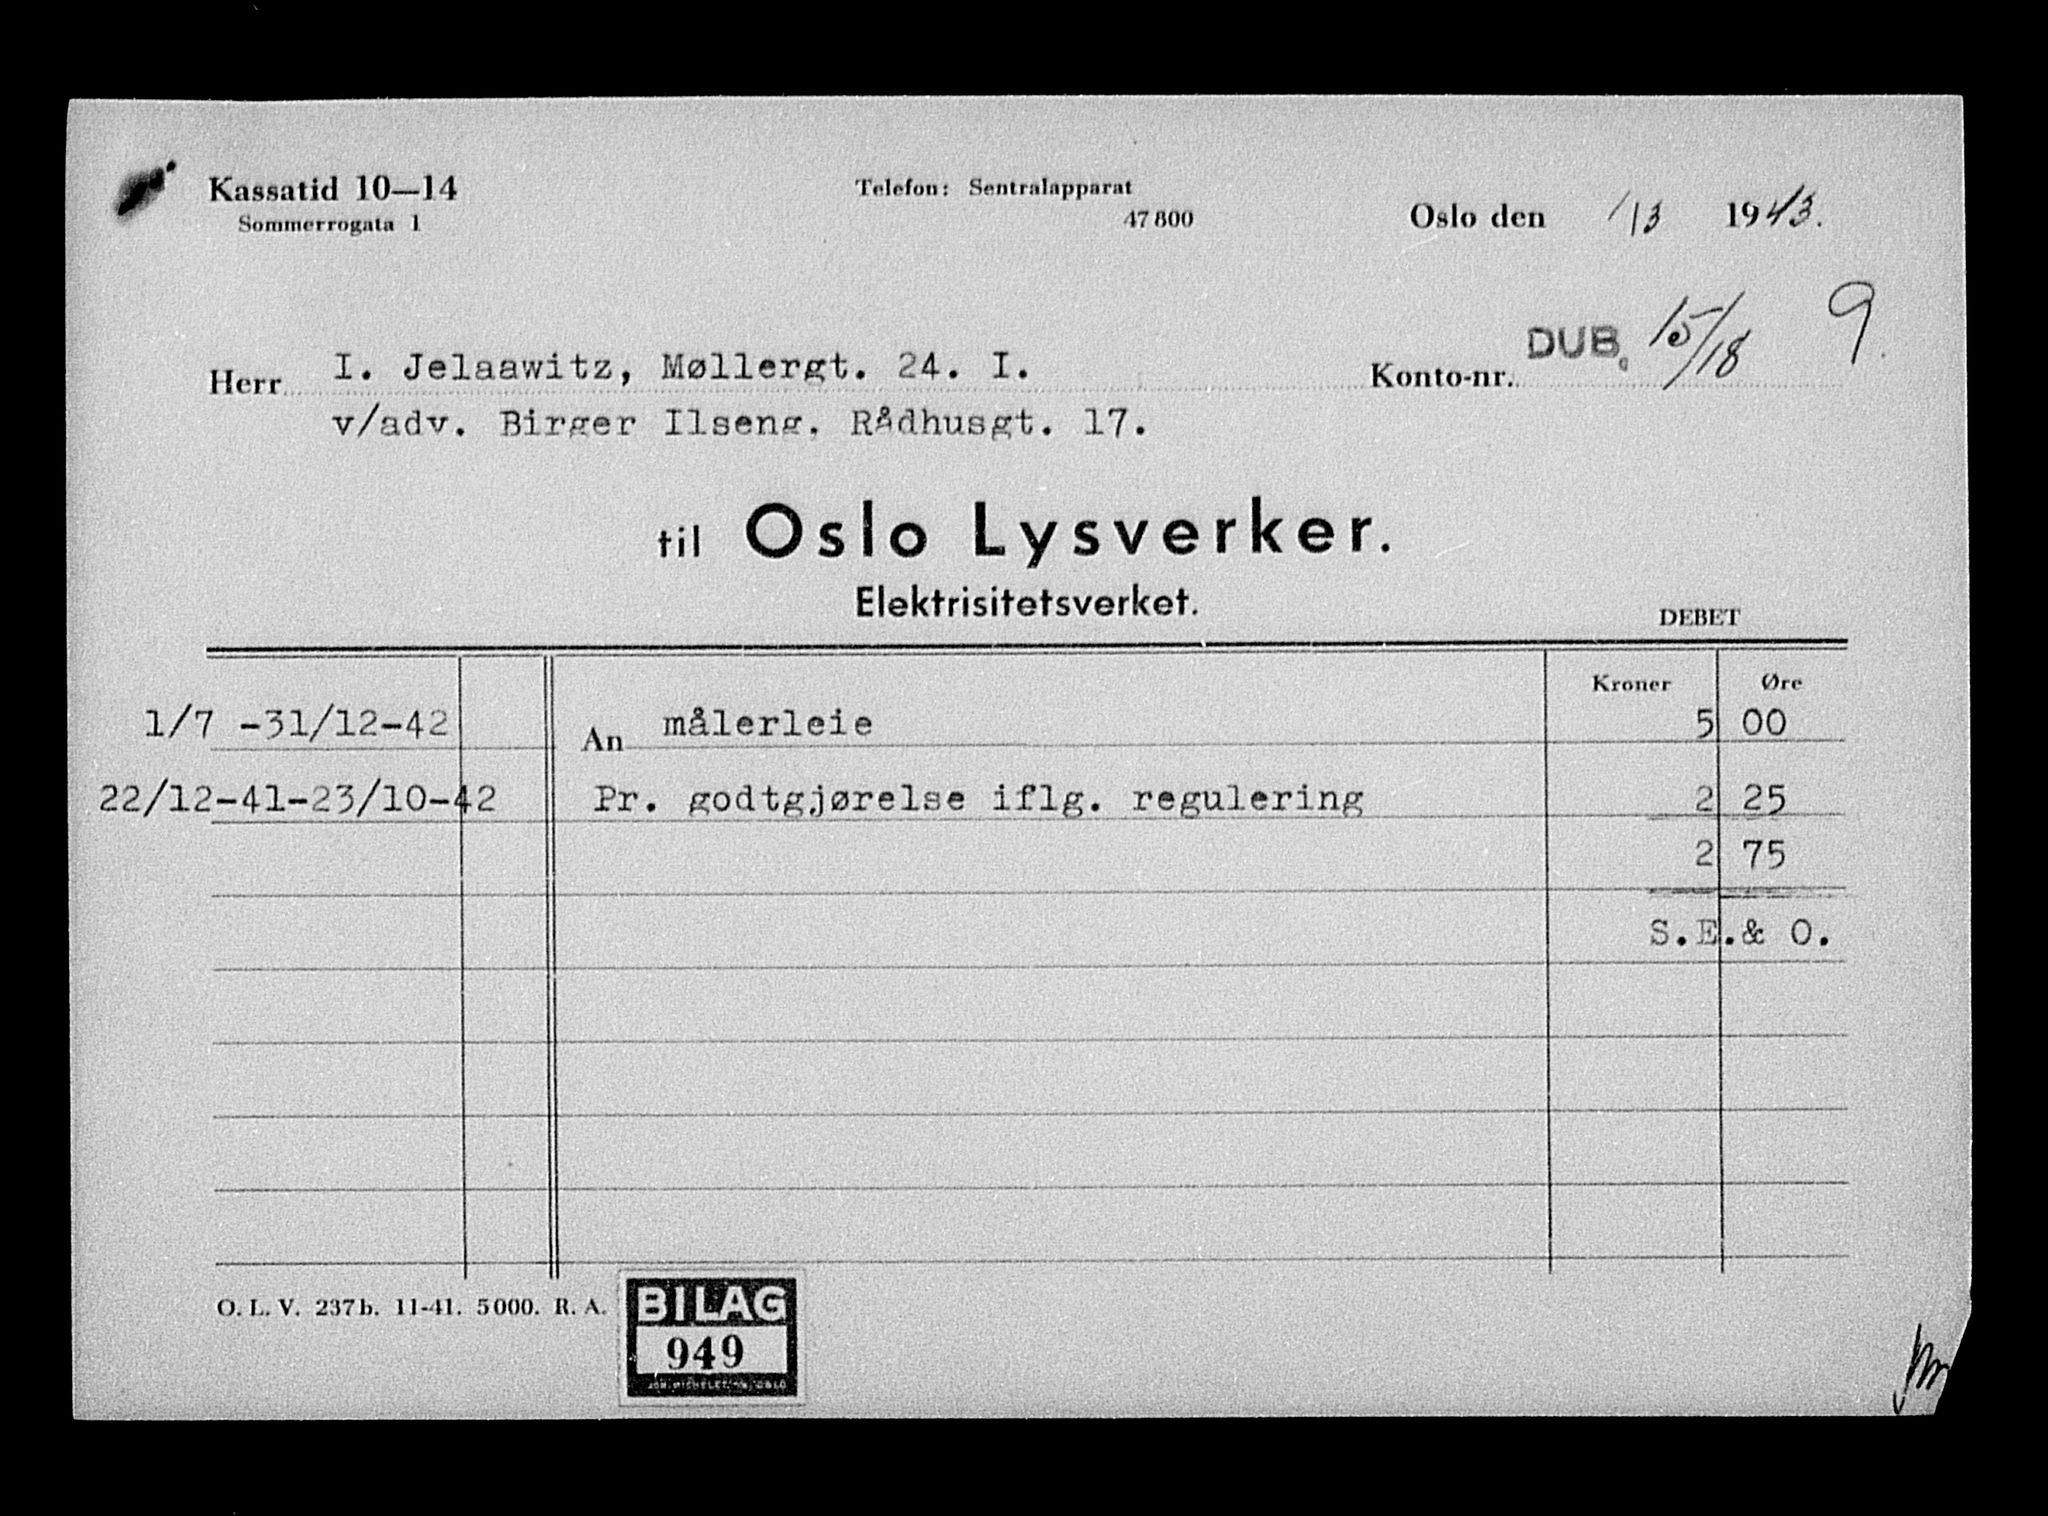 Kassatid 10—14
Sommerrogata 1
Telefon: Sentralapparat
47800
Oslo den 1/3 1943.
Herr I. Jelaawitz, Møllergt. 24. I.
v/adv. Birger Ilseng. Rådhusgt. 17.
Konto-nr. DUB. 15/18 9.
til Oslo Lysverker.
Elektrisitetsverket.
DEBET
Kroner Øre
1/7 -31/12-42 An målerleie 5 00
22/12-41-23/10-42 Pr. godtgjørelse iflg. regulering 2 25
2 75
S.E.& O.
O. L. V. 237b. 11-41. 5000. R. A.
BILAG
949